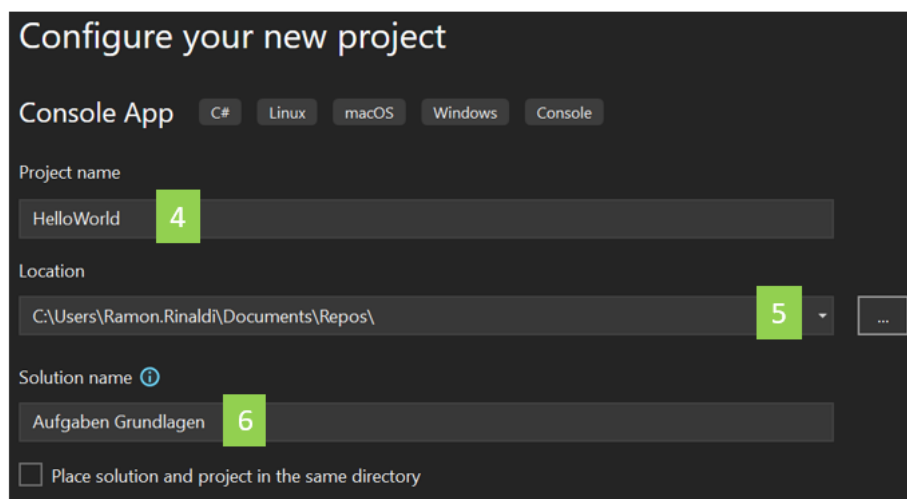 Configure your new project
Console App C# Linux macOS Windows Console
Project name
HelloWorld 4
Location
C:\Users\Ramon.Rinaldi\Documents\Repos\ 5 ...
Solution name
Aufgaben Grundlagen 6
Place solution and project in the same directory